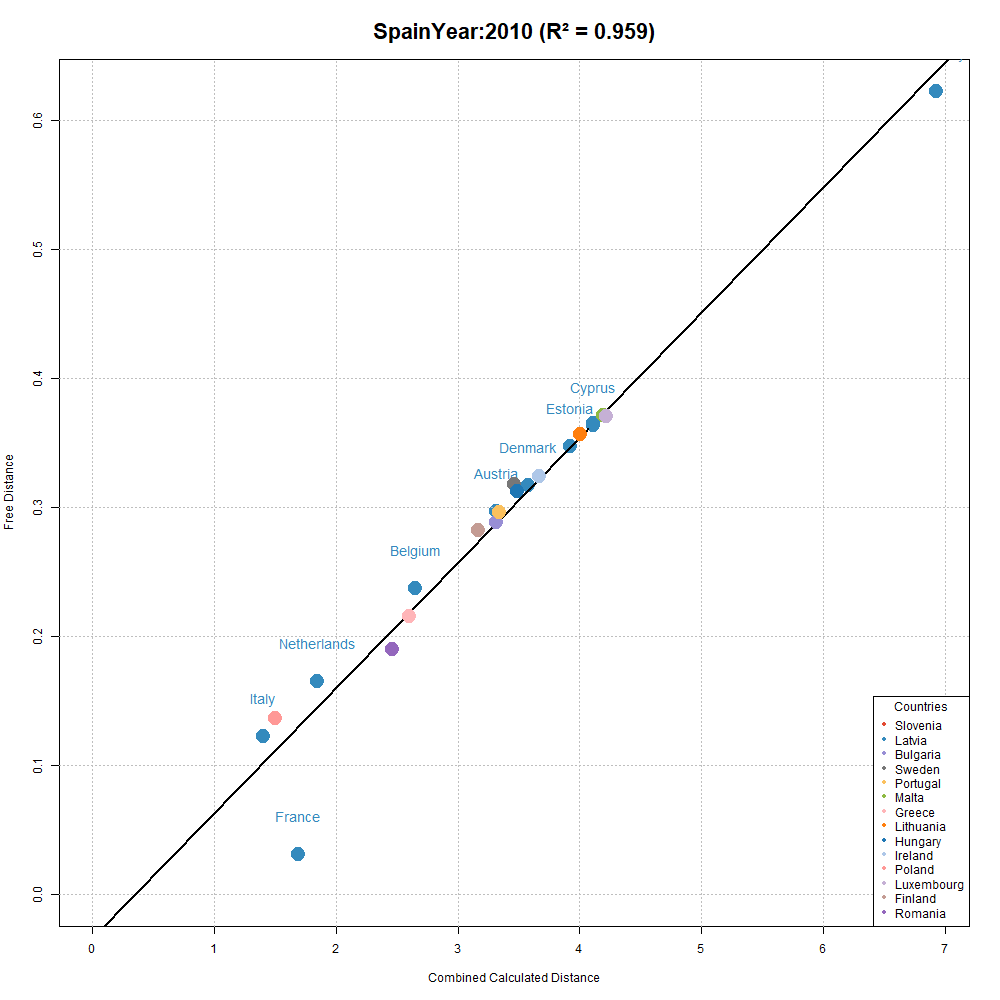 SpainYear:2010 (R² = 0.959)
Free Distance
0.6
0.5
0.4
0.3
0.2
0.1
0.0
Cyprus
Estonia
Denmark
Austria
Belgium
Netherlands
Italy
France
Countries
Slovenia
Latvia
Bulgaria
Sweden
Portugal
Malta
Greece
Lithuania
Hungary
Ireland
Poland
Luxembourg
Finland
Romania
0 1 2 3 4 5 6 7
Combined Calculated Distance